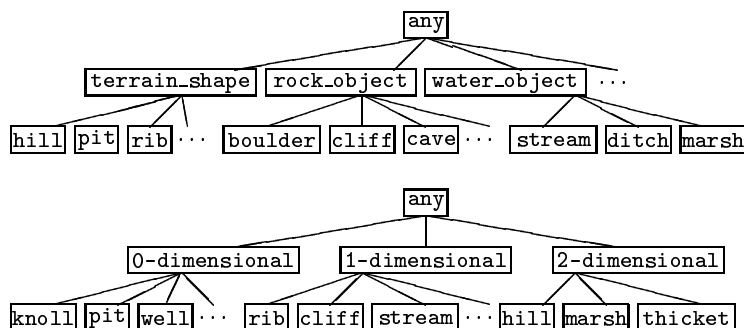 any
terrain_shape rock_object water_object ...
hill pit rib ... boulder cliff cave ... stream ditch marsh
any
0-dimensional 1-dimensional 2-dimensional
knoll pit well ... rib cliff stream ... hill marsh thicket